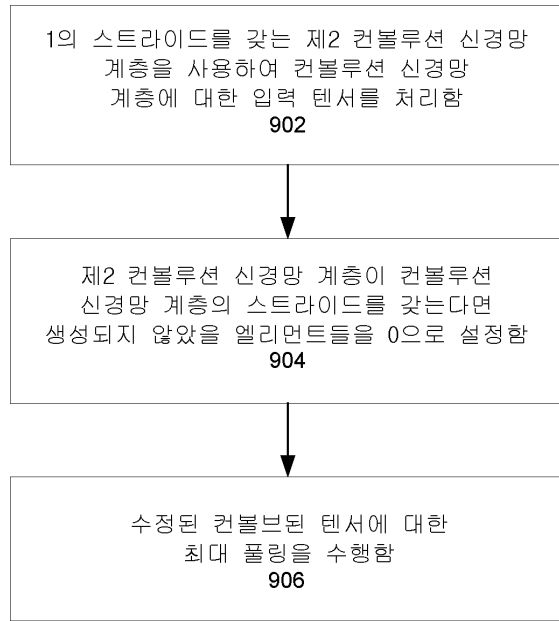 1의 스트라이드를 갖는 제2 컨볼루션 신경망
계층을 사용하여 컨볼루션 신경망
계층에 대한 입력 텐서를 처리함
902
제2 컨볼루션 신경망 계층이 컨볼루션
신경망 계층의 스트라이드를 갖는다면
생성되지 않았을 엘리먼트들을 0으로 설정함
904
수정된 컨볼브된 텐서에 대한
최대 풀링을 수행함
906